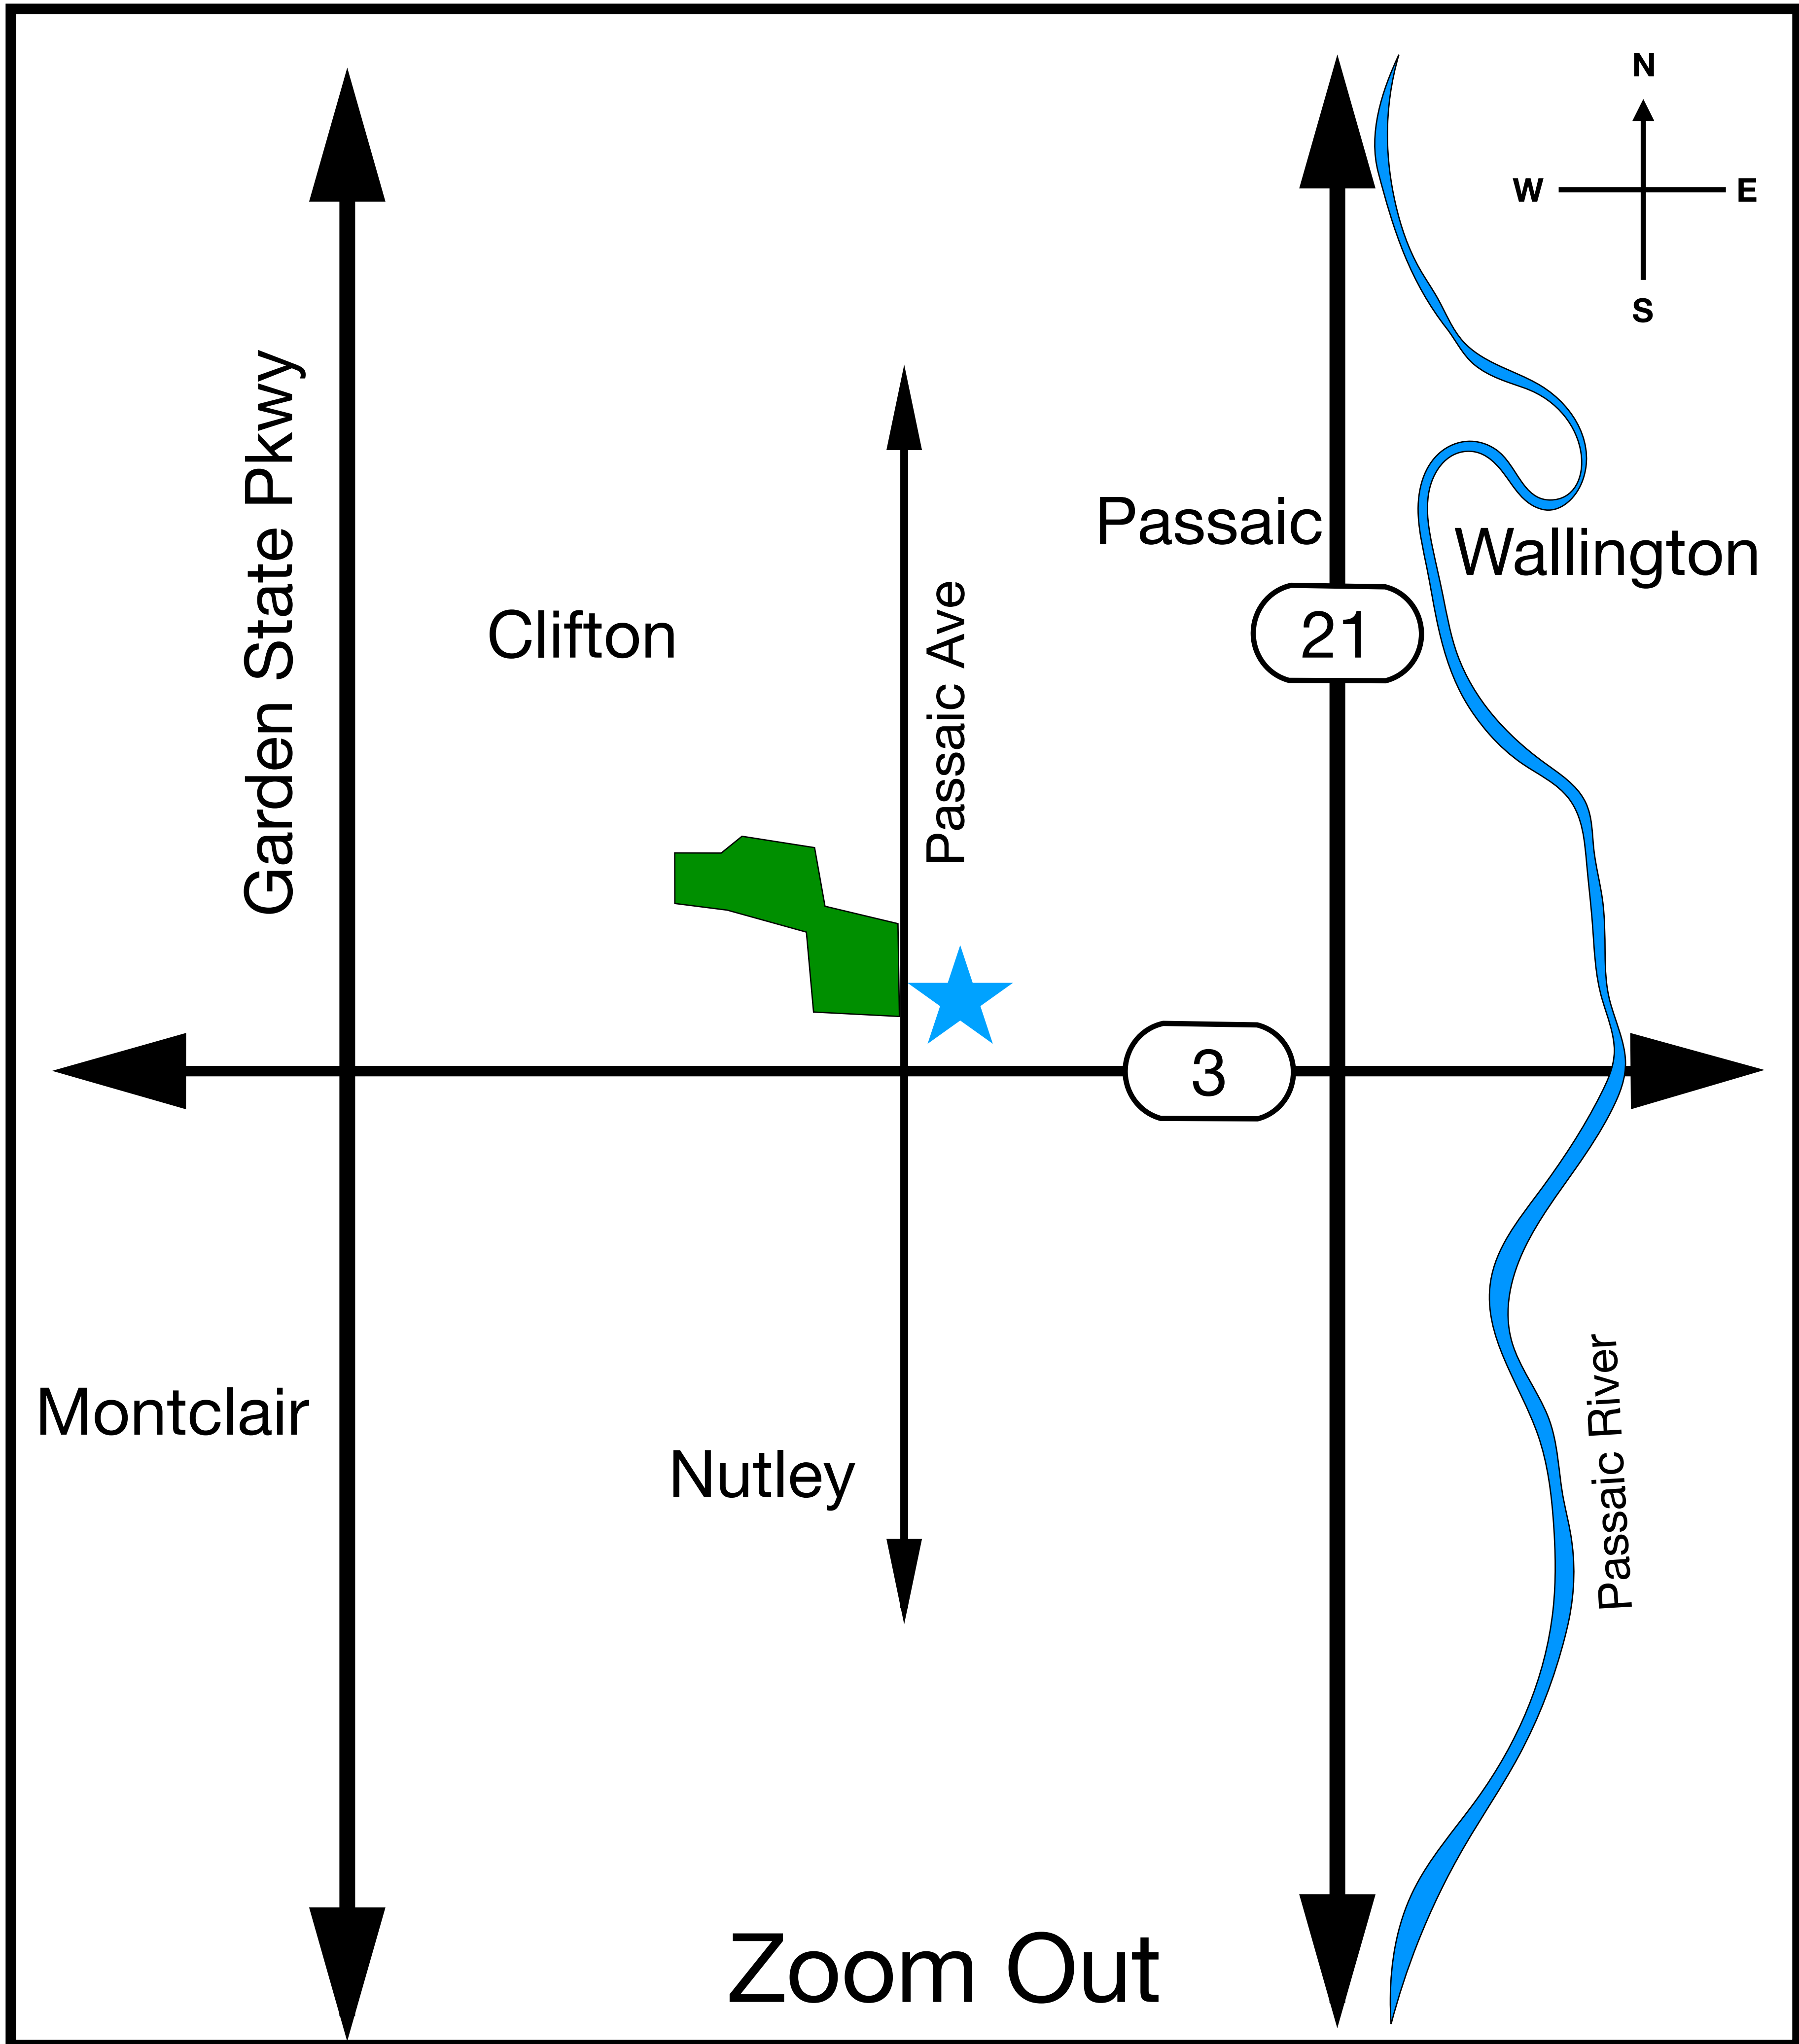 N
W
E
S
Garden State Pkwy
Passaic
Wallington
Clifton
Passaic Ave
21
3
Montclair
Nutley
Passaic River
Zoom Out